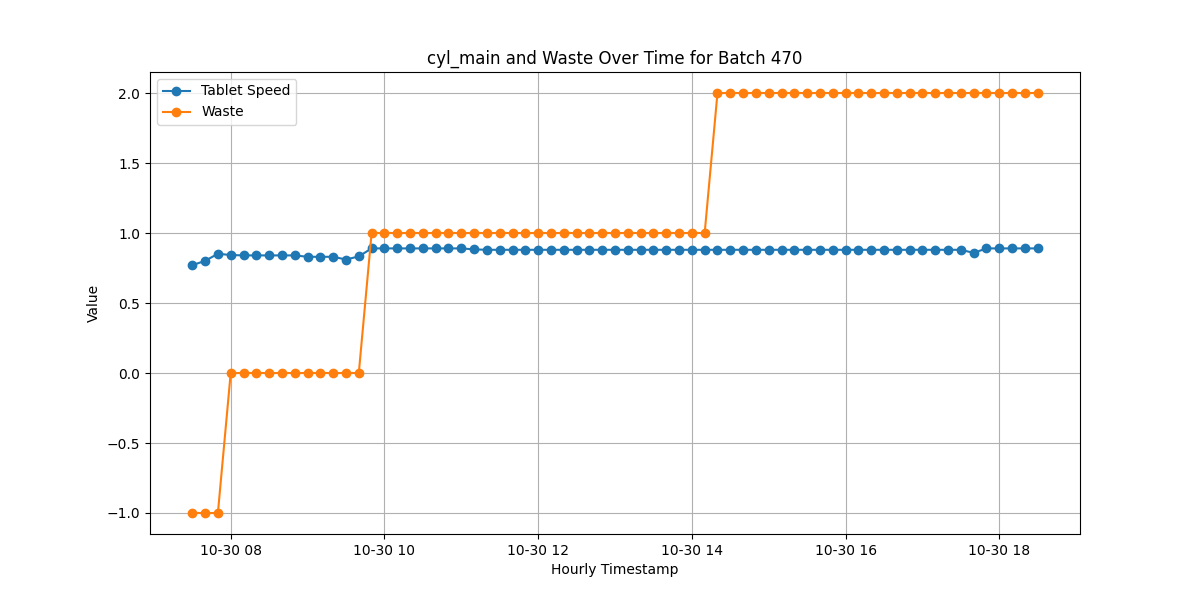 cyl_main and Waste Over Time for Batch 470
Tablet Speed
Waste
2.0
1.5
1.0
0.5
0.0
−0.5
−1.0
Value
10-30 08 10-30 10 10-30 12 10-30 14 10-30 16 10-30 18
Hourly Timestamp